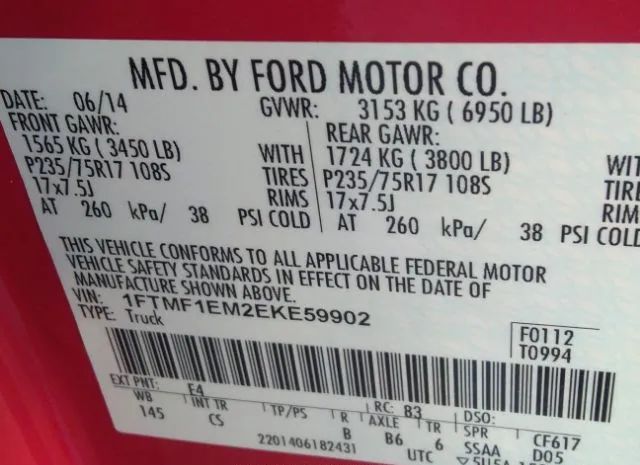 MFD. BY FORD MOTOR CO.
DATE: 06/14 GVWR: 3153 KG ( 6950 LB)
FRONT GAWR: REAR GAWR:
1565 KG ( 3450 LB) WITH 1724 KG ( 3800 LB) WIT
P235/75R17 108S TIRES P235/75R17 108S TIRE
17x7.5J RIMS 17x7.5J RIM
AT 260 kPa/ 38 PSI COLD AT 260 kPa/ 38 PSI COLD
THIS VEHICLE CONFORMS TO ALL APPLICABLE FEDERAL MOTOR
VEHICLE SAFETY STANDARDS IN EFFECT ON THE DATE OF
MANUFACTURE SHOWN ABOVE.
VIN: 1FTMF1EM2EKE59902
TYPE: Truck
F0112
T0994
EXT PNT: E4 RC: B3 DSO:
WB INT TR TP/PS R AXLE TR SPR CF617
145 CS B B6 6 SSAA D05
2201406182431 UTC